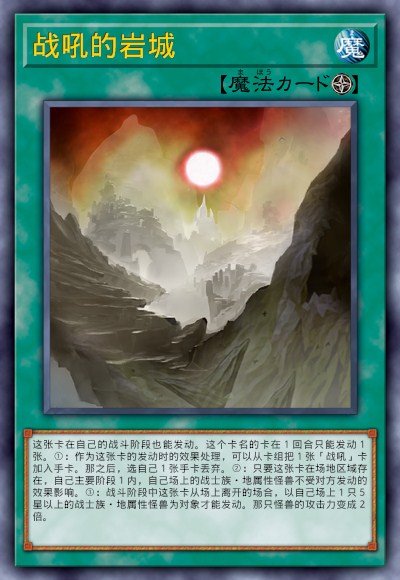 战吼的岩城
魔
【魔法カード】
まほう
这张卡在自己的战斗阶段也能发动。这个卡名的卡在1回合只能发动1
张。①：作为这张卡的发动时的效果处理，可以从卡组把1张「战吼」卡
加入手卡。那之后，选自己1张手卡丢弃。②：只要这张卡在场地区域存
在，自己主要阶段1内，自己场上的战士族·地属性怪兽不受对方发动的
效果影响。③：战斗阶段中这张卡从场上离开的场合，以自己场上1只5
星以上的战士族·地属性怪兽为对象才能发动。那只怪兽的攻击力变成2
倍。